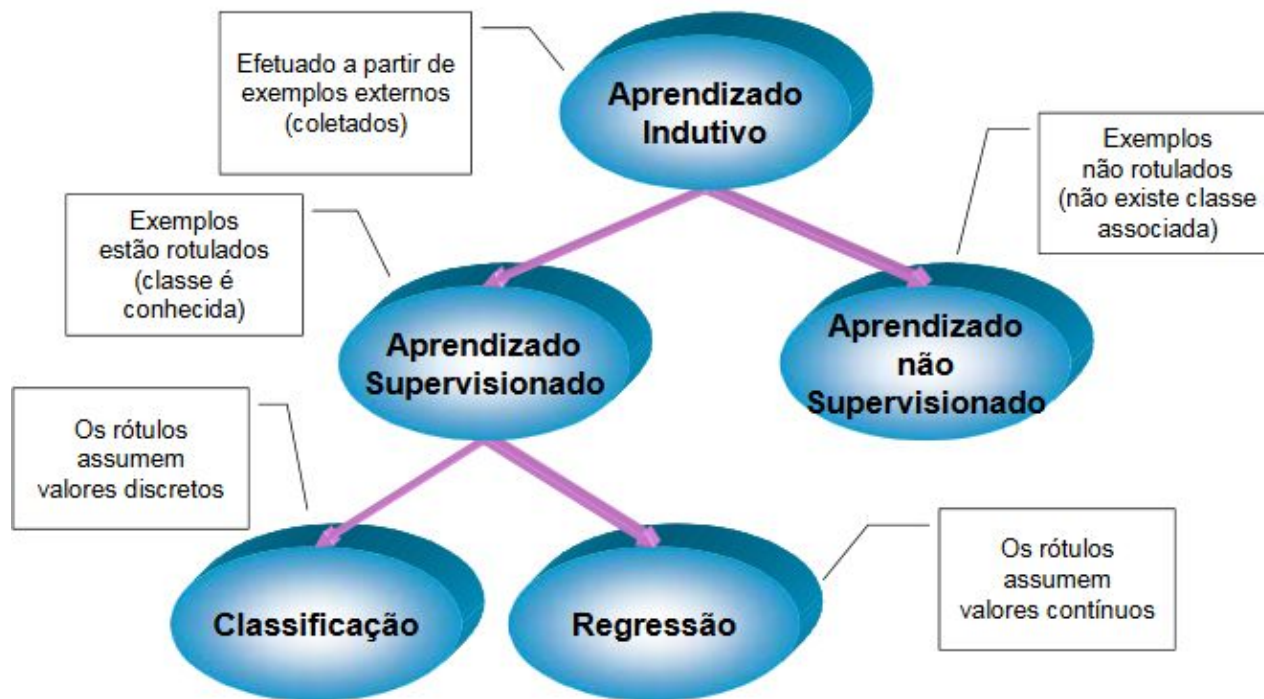 Efetuado a partir de
exemplos externos
(coletados)
Aprendizado
Indutivo
Exemplos
não rotulados
(não existe classe
associada)
Exemplos
estão rotulados
(classe é
conhecida)
Aprendizado
Supervisionado
Aprendizado
não
Supervisionado
Os rótulos
assumem
valores discretos
Classificação
Regressão
Os rótulos
assumem
valores contínuos